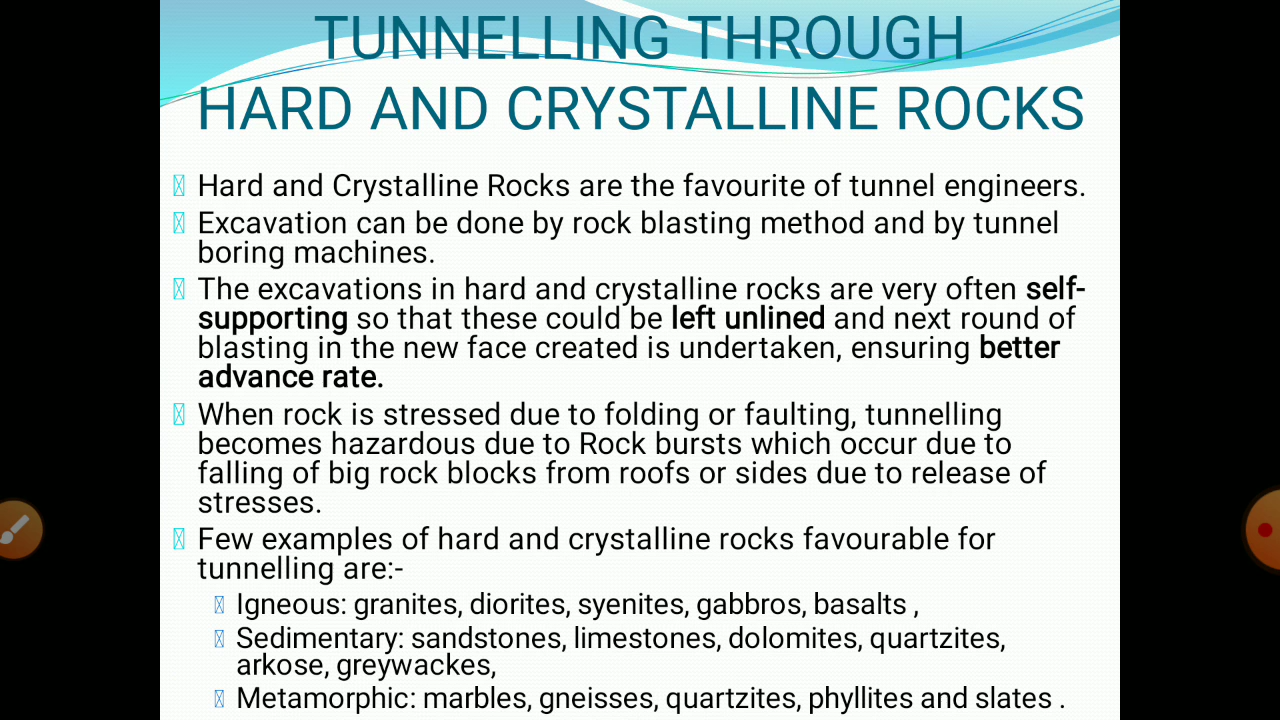 TUNNELLING THROUGH
HARD AND CRYSTALLINE ROCKS
Hard and Crystalline Rocks are the favourite of tunnel engineers.
Excavation can be done by rock blasting method and by tunnel
boring machines.
The excavations in hard and crystalline rocks are very often self-
supporting so that these could be left unlined and next round of
blasting in the new face created is undertaken, ensuring better
advance rate.
When rock is stressed due to folding or faulting, tunnelling
becomes hazardous due to Rock bursts which occur due to
falling of big rock blocks from roofs or sides due to release of
stresses.
Few examples of hard and crystalline rocks favourable for
tunnelling are:-
Igneous: granites, diorites, syenites, gabbros, basalts ,
Sedimentary: sandstones, limestones, dolomites, quartzites,
arkose, greywackes,
Metamorphic: marbles, gneisses, quartzites, phyllites and slates .